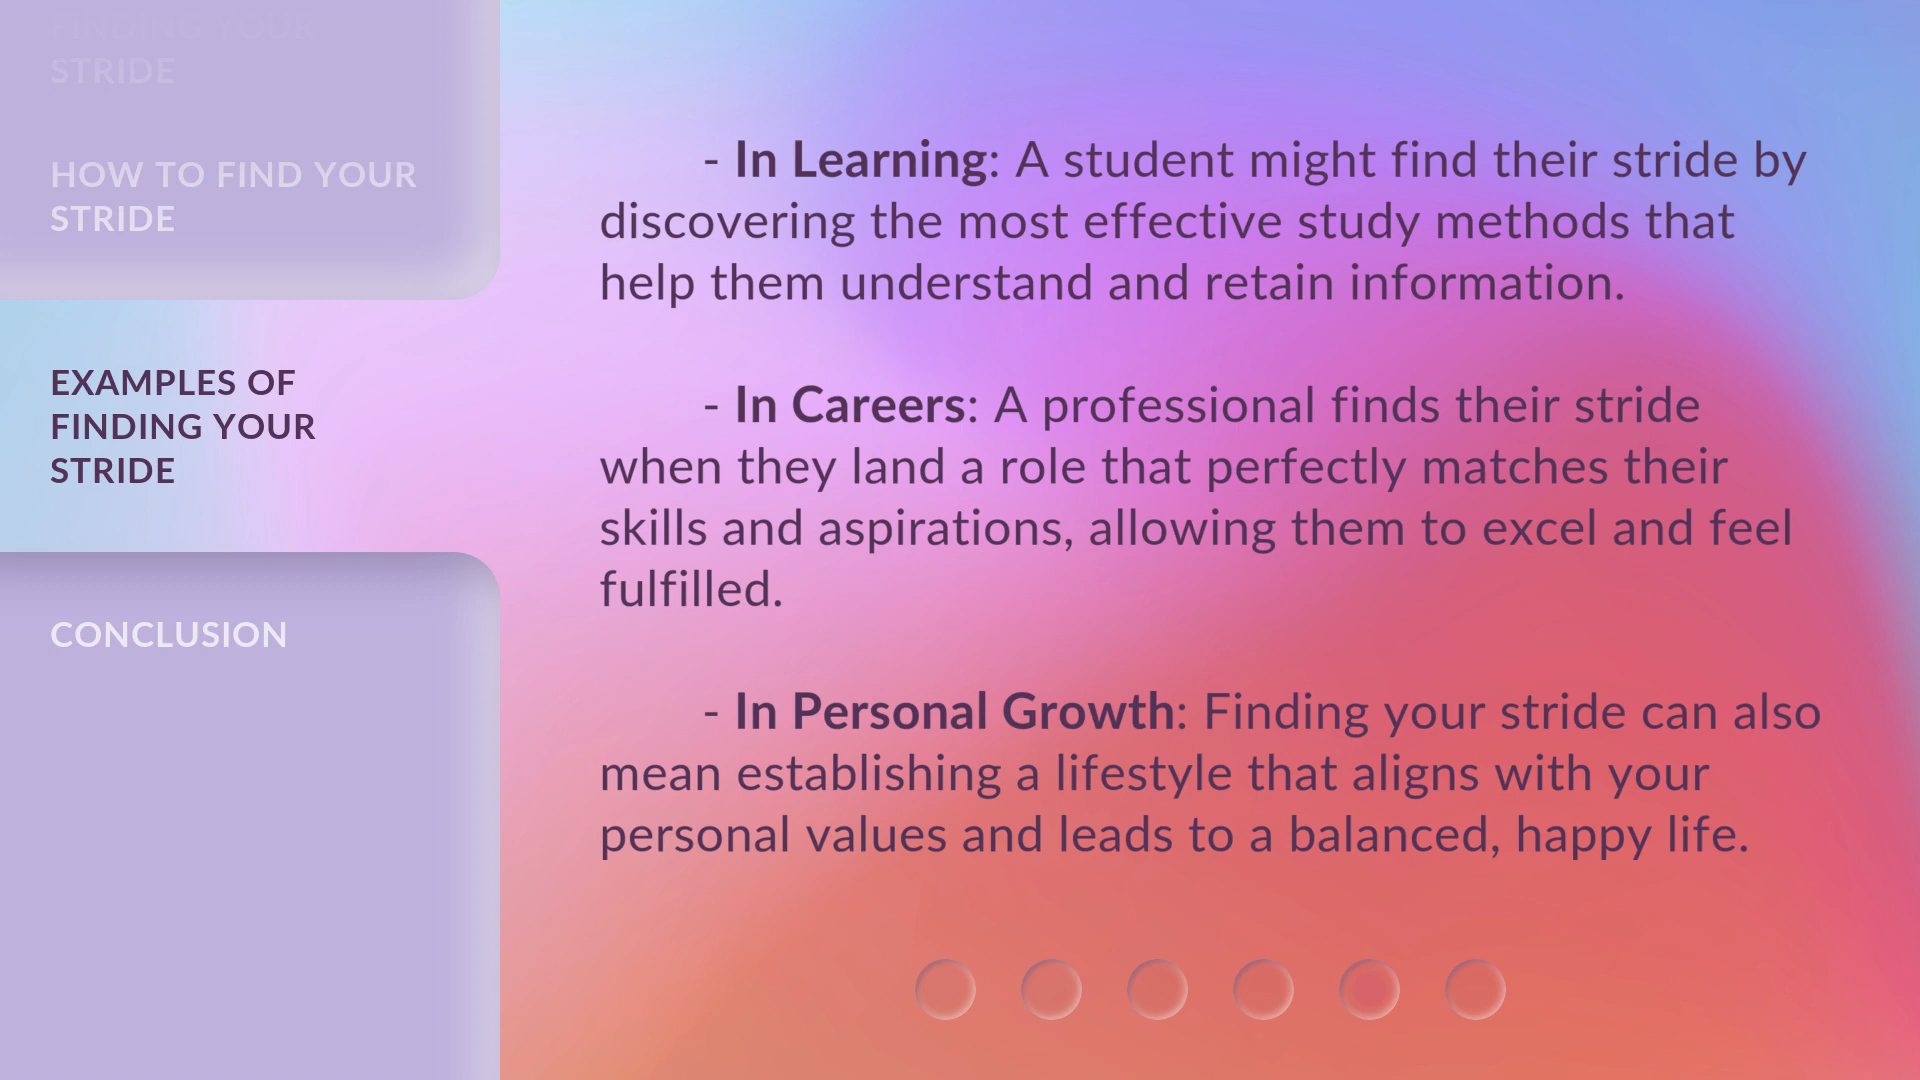 FINDING YOUR
STRIDE
HOW TO FIND YOUR
STRIDE
EXAMPLES OF
FINDING YOUR
STRIDE
CONCLUSION
- In Learning: A student might find their stride by
discovering the most effective study methods that
help them understand and retain information.
- In Careers: A professional finds their stride
when they land a role that perfectly matches their
skills and aspirations, allowing them to excel and feel
fulfilled.
- In Personal Growth: Finding your stride can also
mean establishing a lifestyle that aligns with your
personal values and leads to a balanced, happy life.